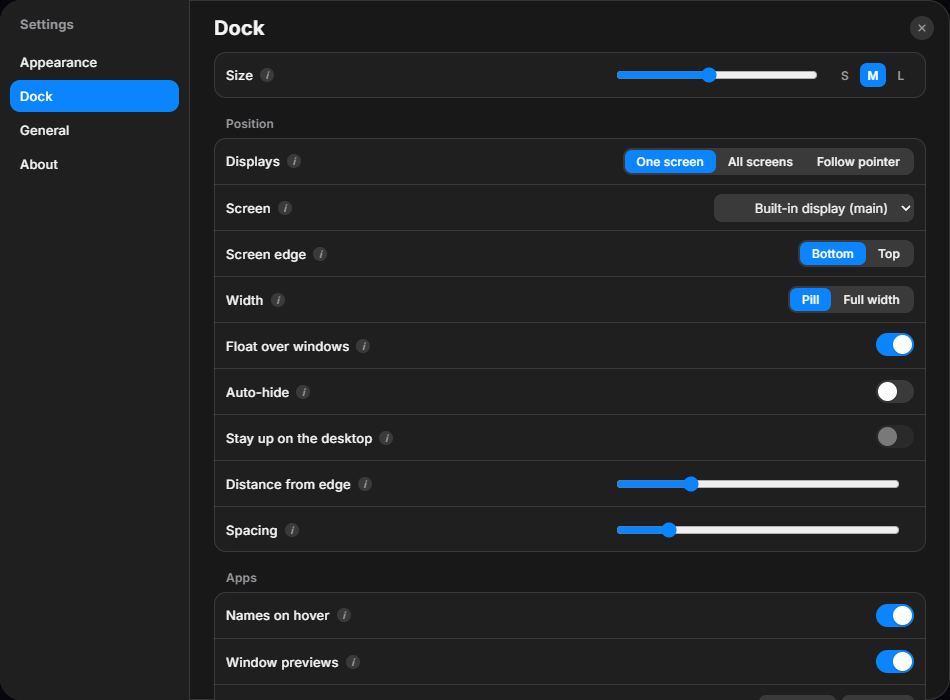 Settings
Appearance
Dock
General
About
Dock
Size
S M L
Position
Displays
One screen All screens Follow pointer
Screen
Built-in display (main)
Screen edge
Bottom Top
Width
Pill Full width
Float over windows
Auto-hide
Stay up on the desktop
Distance from edge
Spacing
Apps
Names on hover
Window previews